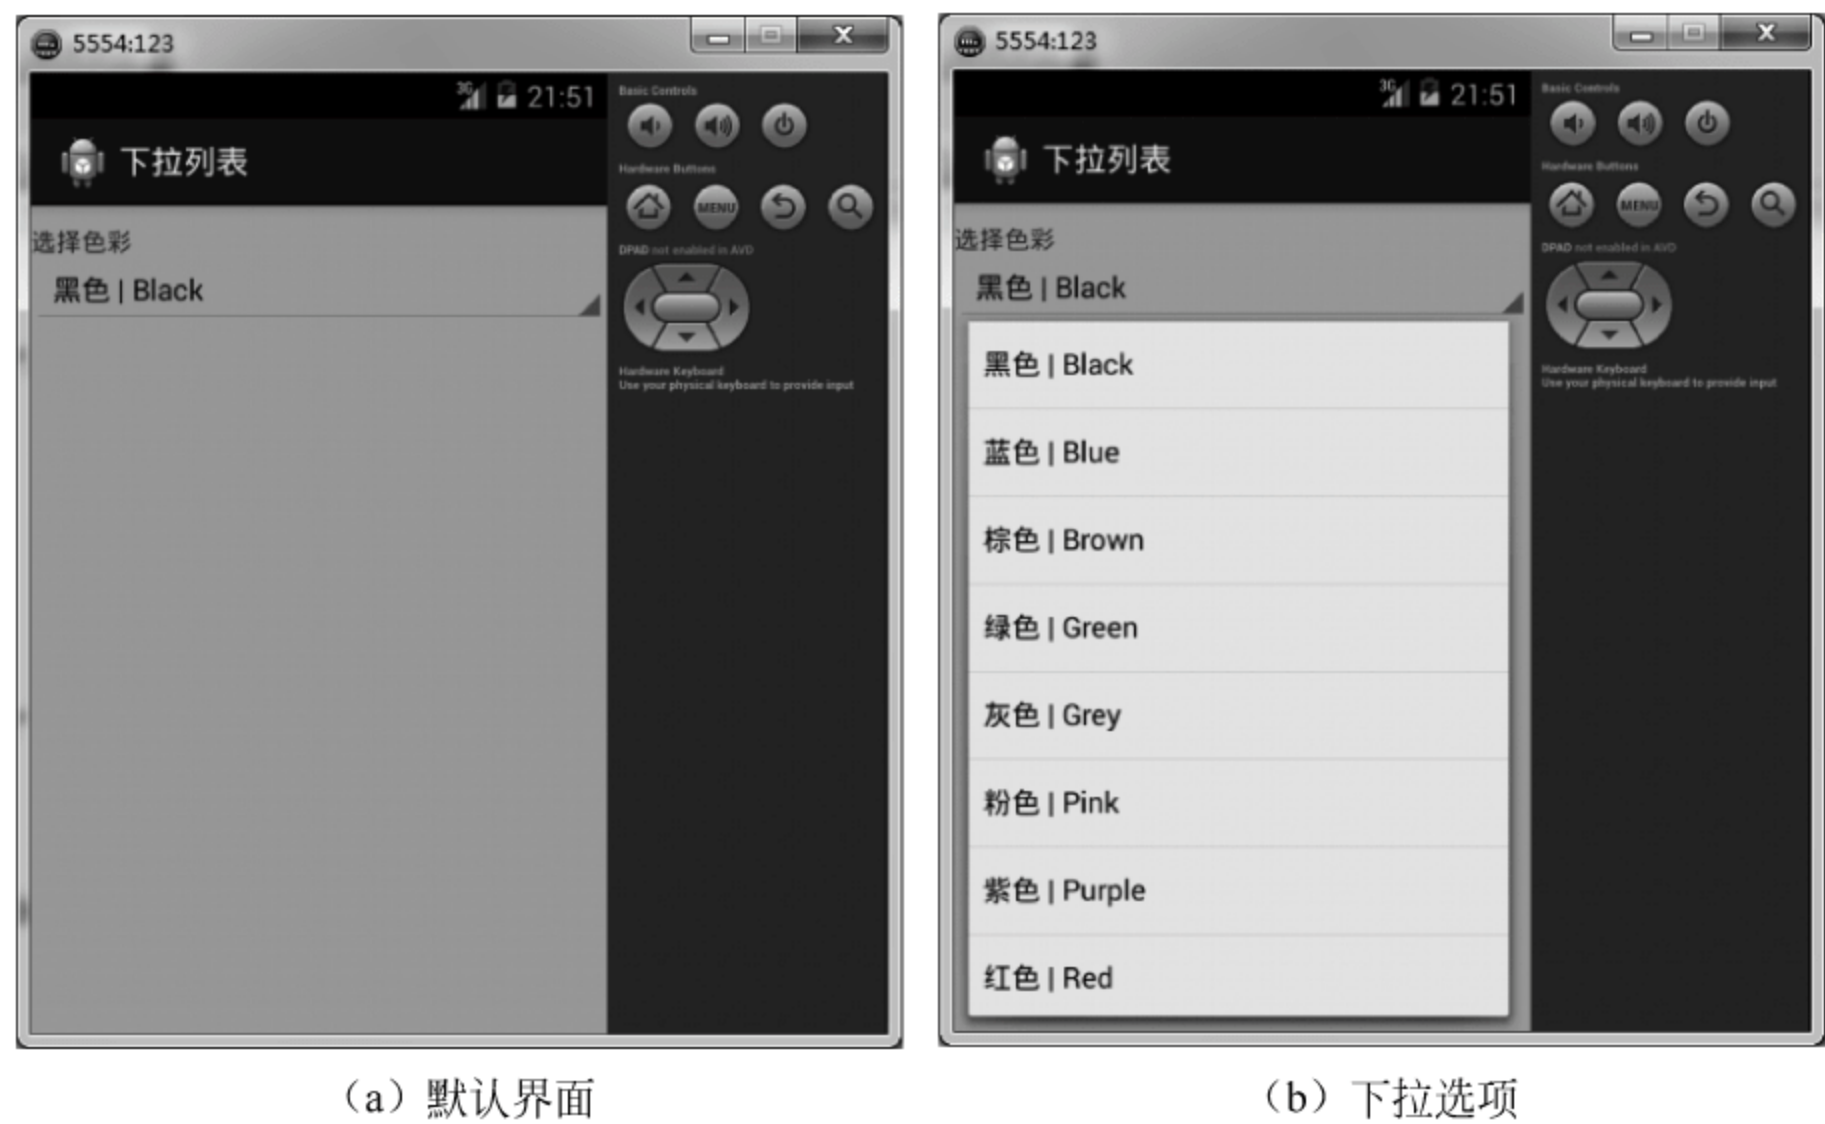 5554:123
3G 21:51
下拉列表
选择色彩
黑色 | Black
Basic Controls
Hardware Buttons
MENU
DPAD not enabled in AVD
Hardware Keyboard
Use your physical keyboard to provide input
(a)默认界面
5554:123
3G 21:51
下拉列表
选择色彩
黑色 | Black
黑色 | Black
蓝色 | Blue
棕色 | Brown
绿色 | Green
灰色 | Grey
粉色 | Pink
紫色 | Purple
红色 | Red
Basic Controls
Hardware Buttons
MENU
DPAD not enabled in AVD
Hardware Keyboard
Use your physical keyboard to provide input
(b)下拉选项